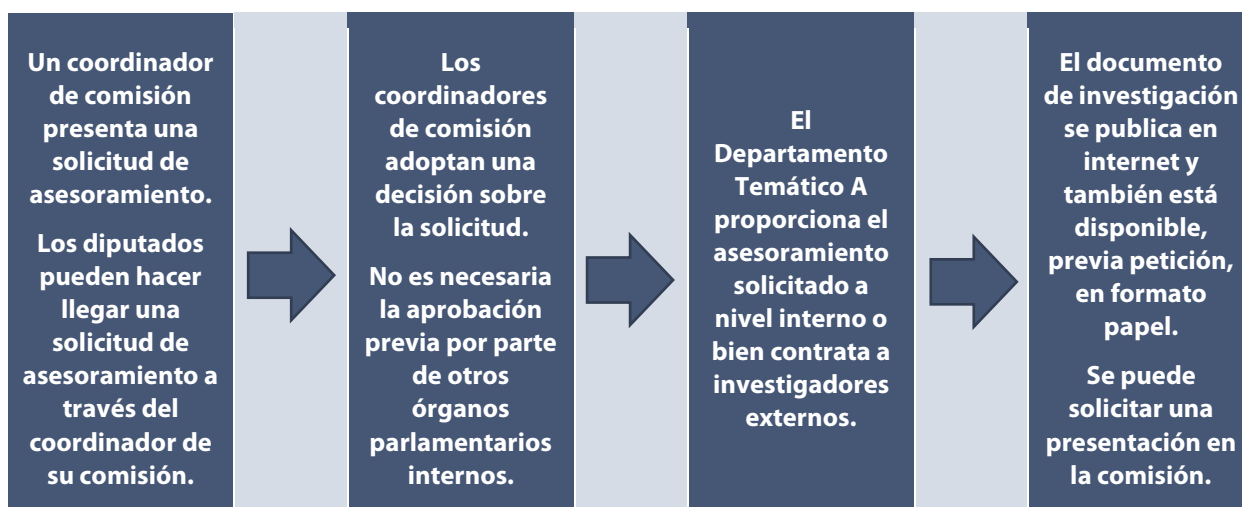 Un coordinador
de comisión
presenta una
solicitud de
asesoramiento.
Los diputados
pueden hacer
llegar una
solicitud de
asesoramiento a
través del
coordinador de
su comisión.
Los
coordinadores
de comisión
adoptan una
decisión sobre
la solicitud.
No es necesaria
la aprobación
previa por parte
de otros
órganos
parlamentarios
internos.
El
Departamento
Temático A
proporciona el
asesoramiento
solicitado a
nivel interno o
bien contrata a
investigadores
externos.
El documento
de investigación
se publica en
internet y
también está
disponible,
previa petición,
en formato
papel.
Se puede
solicitar una
presentación en
la comisión.